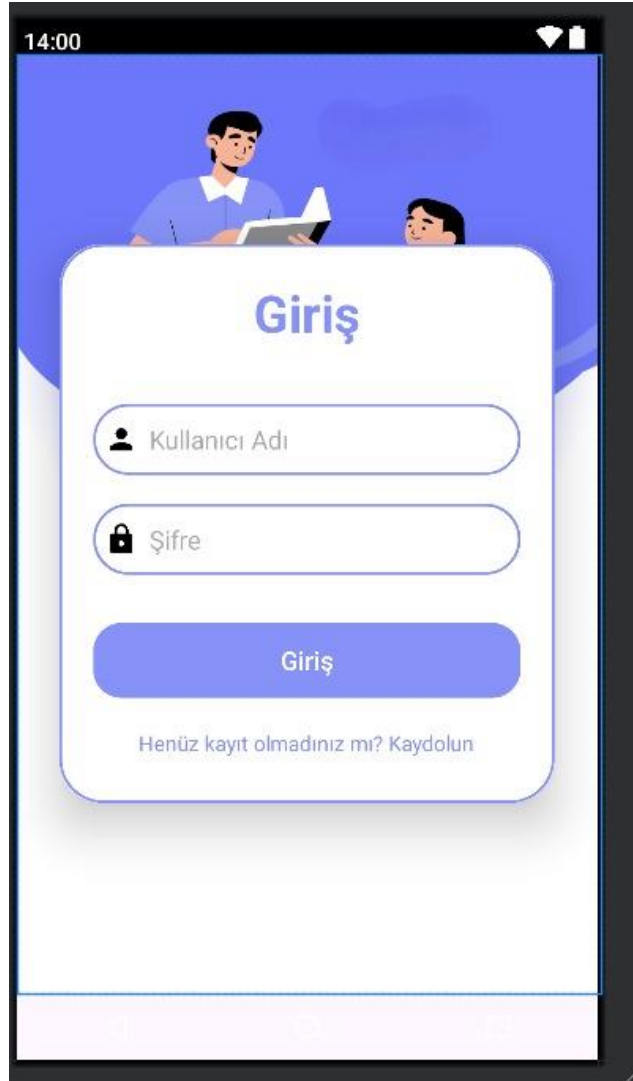 14:00
Giriş
Kullanıcı Adı
Şifre
Giriş
Henüz kayıt olmadınız mı? Kaydolun